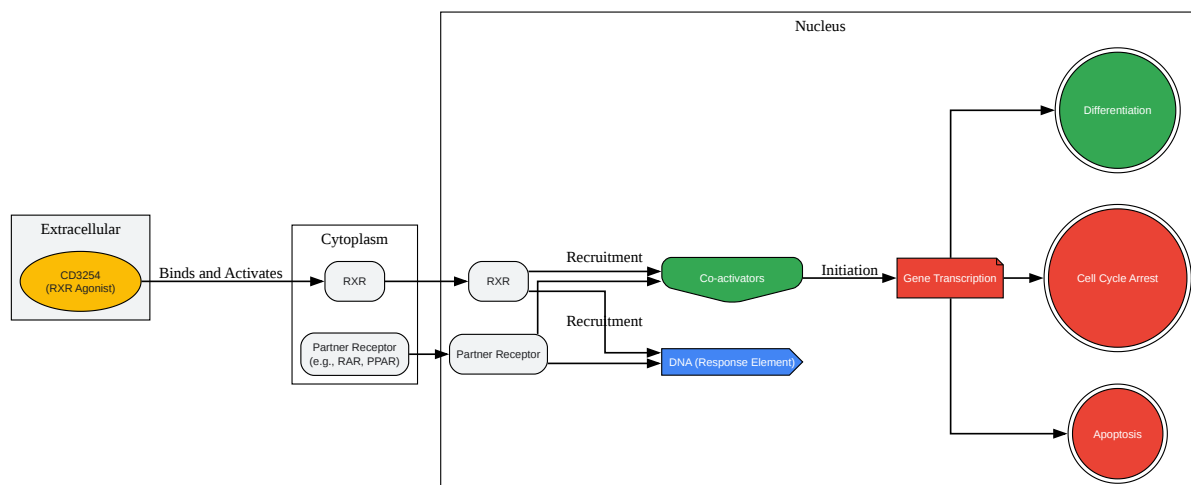 Nucleus
Differentiation
Extracellular
CD3254
(RXR Agonist)
Binds and Activates
Cytoplasm
RXR
Partner Receptor
(e.g., RAR, PPAR)
RXR
Partner Receptor
Recruitment
Recruitment
Co-activators
DNA (Response Element)
Initiation
Gene Transcription
Cell Cycle Arrest
Apoptosis